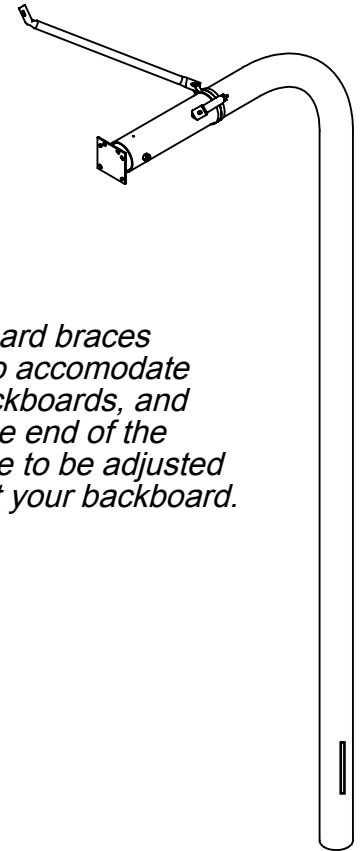 ard braces
o accomodate
ckboards, and
e end of the
e to be adjusted
t your backboard.